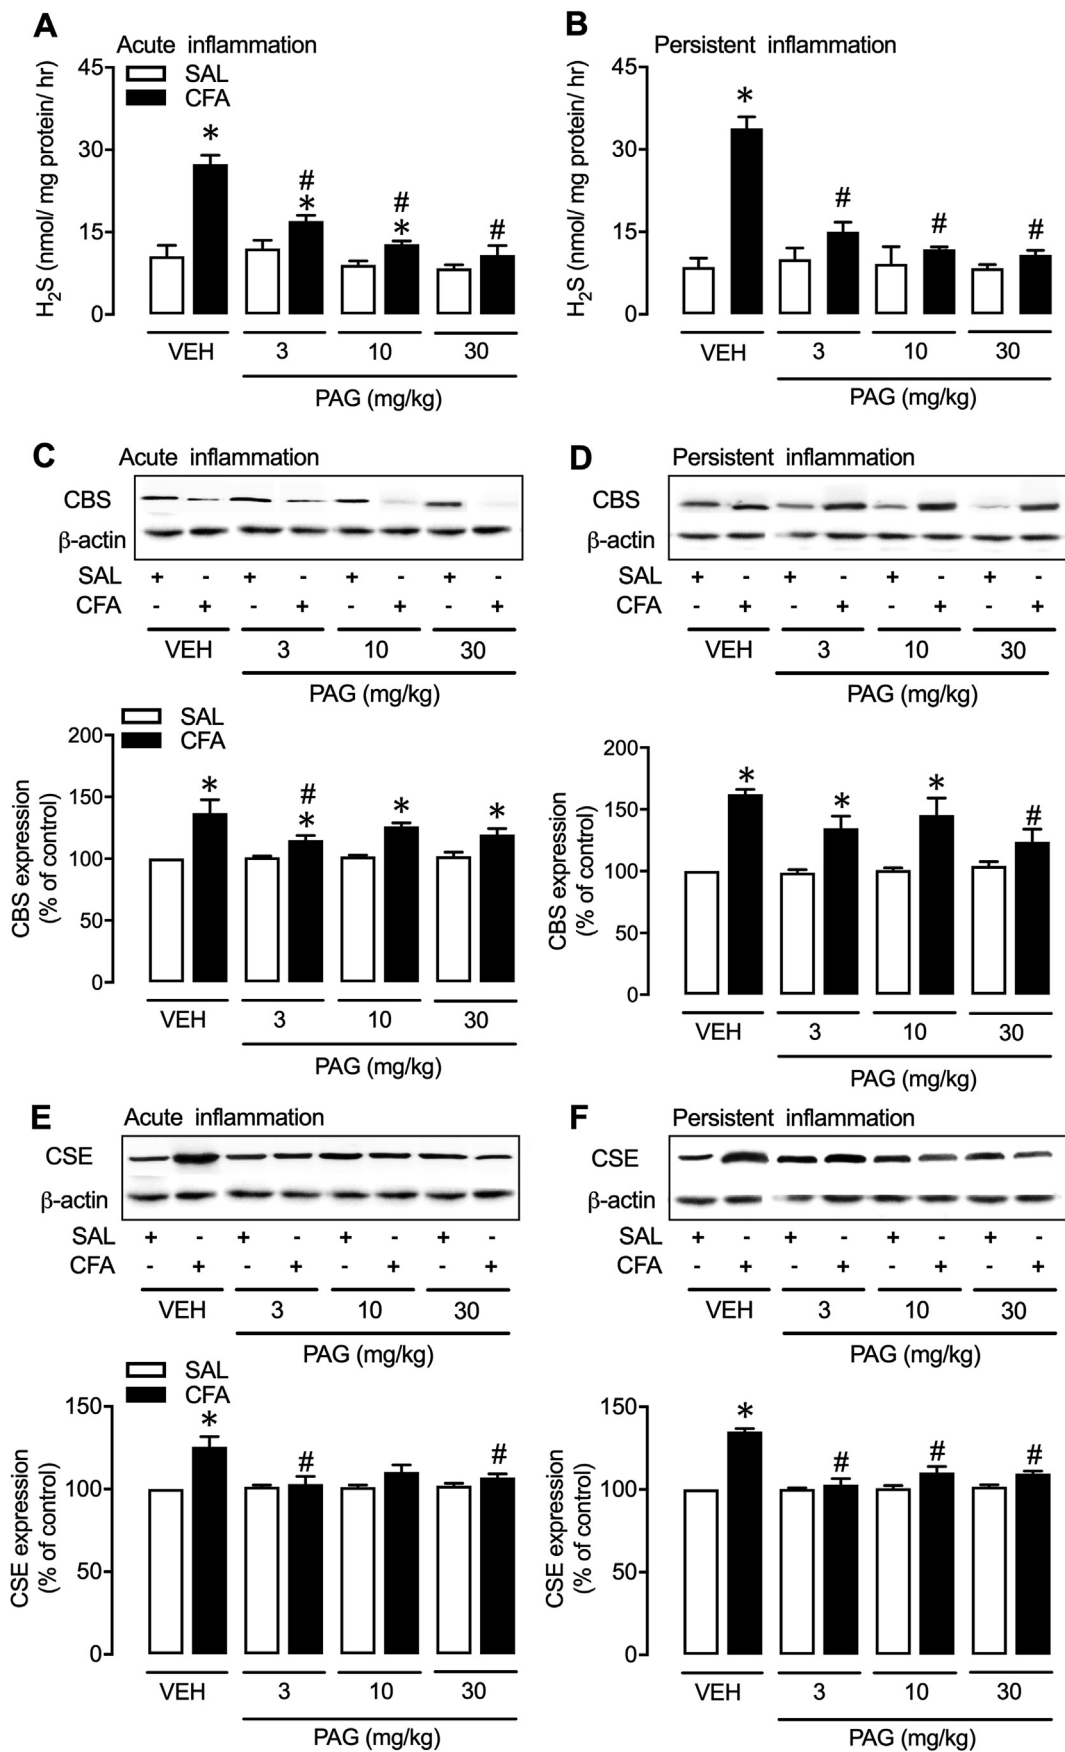 A
Acute inflammation
SAL
CFA
H2S (nmol/ mg protein/ hr)
45
30
15
0
*
#
*
#
*
#
VEH 3 10 30
PAG (mg/kg)
B
Persistent inflammation
H2S (nmol/ mg protein/ hr)
45
30
15
0
*
#
#
#
VEH 3 10 30
PAG (mg/kg)
C
Acute inflammation
CBS
β-actin
SAL + - + - + - + -
CFA - + - + - + - +
VEH 3 10 30
PAG (mg/kg)
SAL
CFA
CBS expression
(% of control)
200
150
100
50
0
*
#
*
*
*
VEH 3 10 30
PAG (mg/kg)
D
Persistent inflammation
CBS
β-actin
SAL + - + - + - + -
CFA - + - + - + - +
VEH 3 10 30
PAG (mg/kg)
CBS expression
(% of control)
200
150
100
50
0
*
*
*
#
VEH 3 10 30
PAG (mg/kg)
E
Acute inflammation
CSE
β-actin
SAL + - + - + - + -
CFA - + - + - + - +
VEH 3 10 30
PAG (mg/kg)
SAL
CFA
CSE expression
(% of control)
150
100
50
0
*
#
#
VEH 3 10 30
PAG (mg/kg)
F
Persistent inflammation
CSE
β-actin
SAL + - + - + - + -
CFA - + - + - + - +
VEH 3 10 30
PAG (mg/kg)
CSE expression
(% of control)
150
100
50
0
*
#
#
#
VEH 3 10 30
PAG (mg/kg)